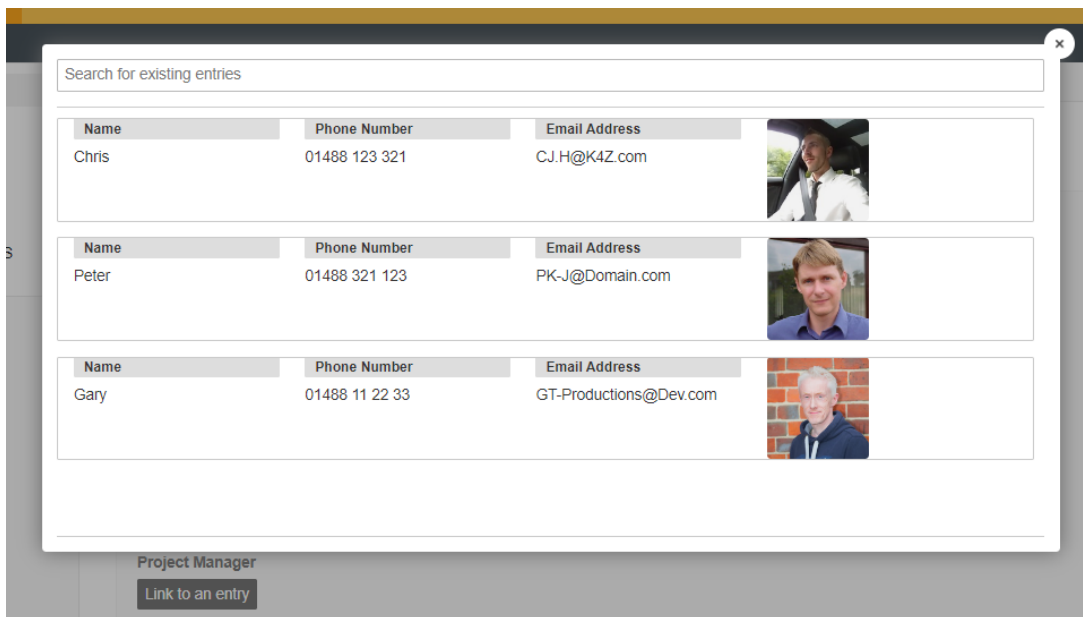 ×
Search for existing entries
Name Phone Number Email Address
Chris 01488 123 321 CJ.H@K4Z.com
Name Phone Number Email Address
Peter 01488 321 123 PK-J@Domain.com
Name Phone Number Email Address
Gary 01488 11 22 33 GT-Productions@Dev.com
s
Project Manager
Link to an entry